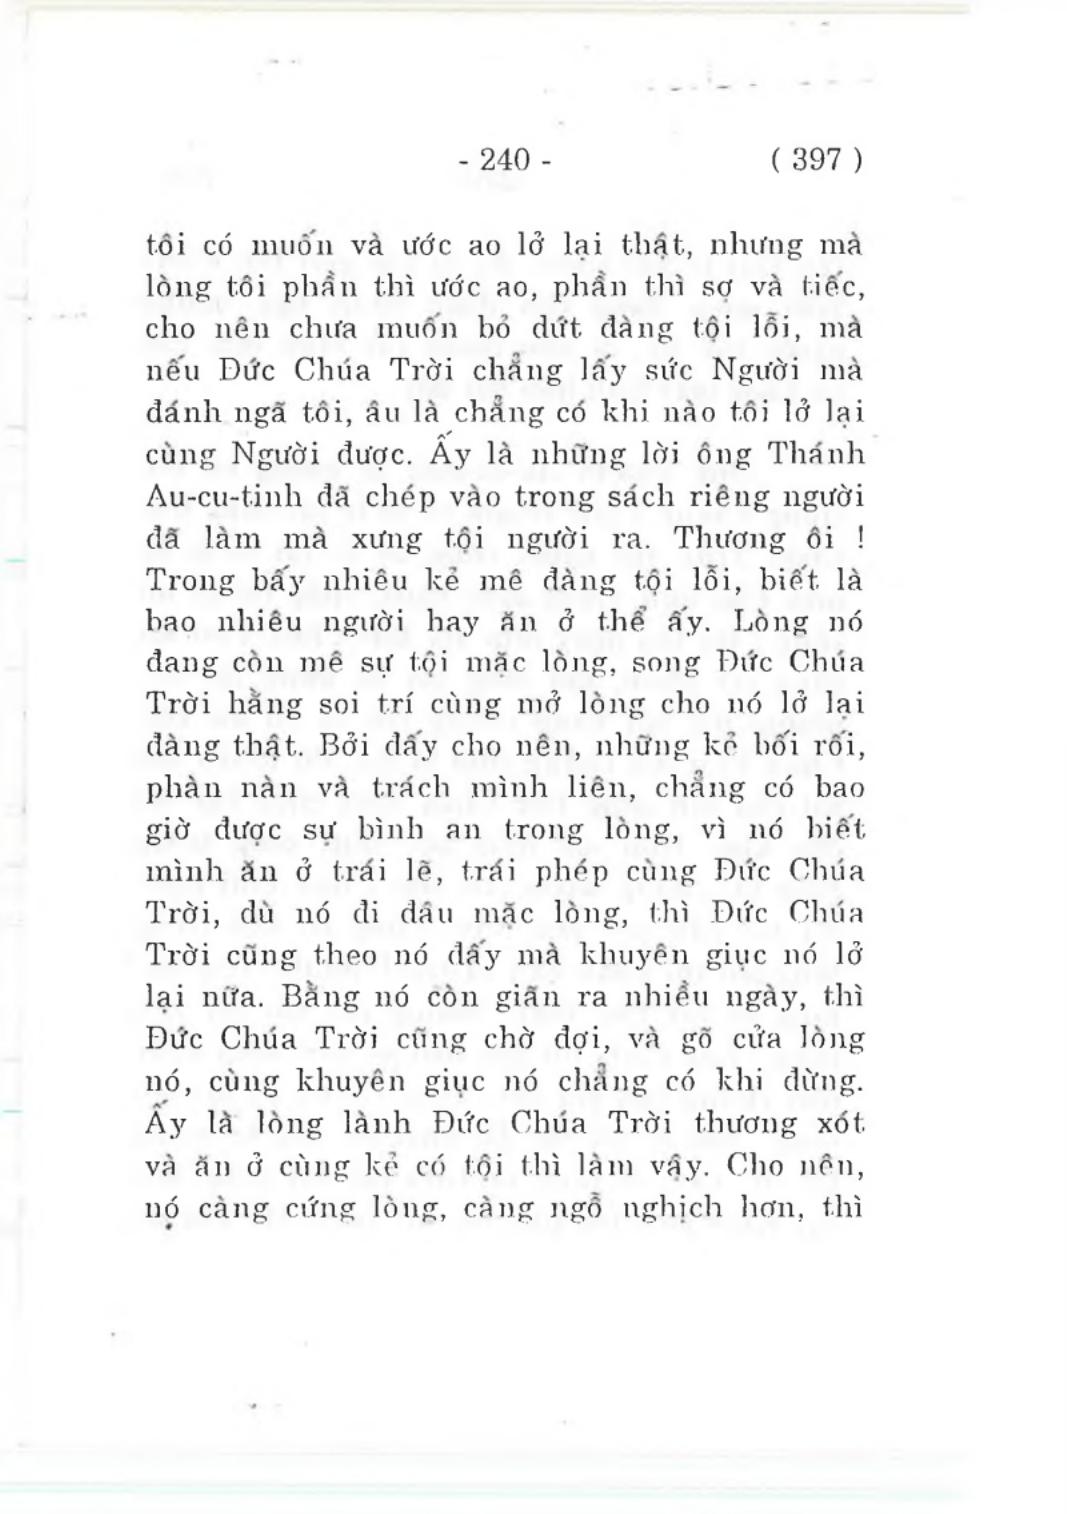 - 240 - ( 397 )
tôi có muốn và ước ao lở lại thật, nhưng mà
lòng tôi phần thì ước ao, phần thì sợ và tiếc,
cho nên chưa muốn bỏ dứt đàng tội lỗi, mà
nếu Đức Chúa Trời chẳng lấy sức Người mà
đánh ngã tôi, âu là chẳng có khi nào tôi lở lại
cùng Người được. Ấy là những lời ông Thánh
Au-cu-tinh đã chép vào trong sách riêng người
đã làm mà xưng tội người ra. Thương ôi !
Trong bấy nhiêu kẻ mê đàng tội lỗi, biết là
bao nhiêu người hay ăn ở thể ấy. Lòng nó
đang còn mê sự tội mặc lòng, song Đức Chúa
Trời hằng soi trí cùng mở lòng cho nó lở lại
đàng thật. Bởi đấy cho nên, những kẻ bối rối,
phàn nàn và trách mình liên, chẳng có bao
giờ được sự bình an trong lòng, vì nó biết
mình ăn ở trái lẽ, trái phép cùng Đức Chúa
Trời, dù nó đi đâu mặc lòng, thì Đức Chúa
Trời cũng theo nó đấy mà khuyên giục nó lở
lại nữa. Bằng nó còn giãn ra nhiều ngày, thì
Đức Chúa Trời cũng chờ đợi, và gõ cửa lòng
nó, cùng khuyên giục nó chẳng có khi đừng.
Ấy là lòng lành Đức Chúa Trời thương xót
và ăn ở cùng kẻ có tội thì làm vậy. Cho nên,
nó càng cứng lòng, càng ngỗ nghịch hơn, thì